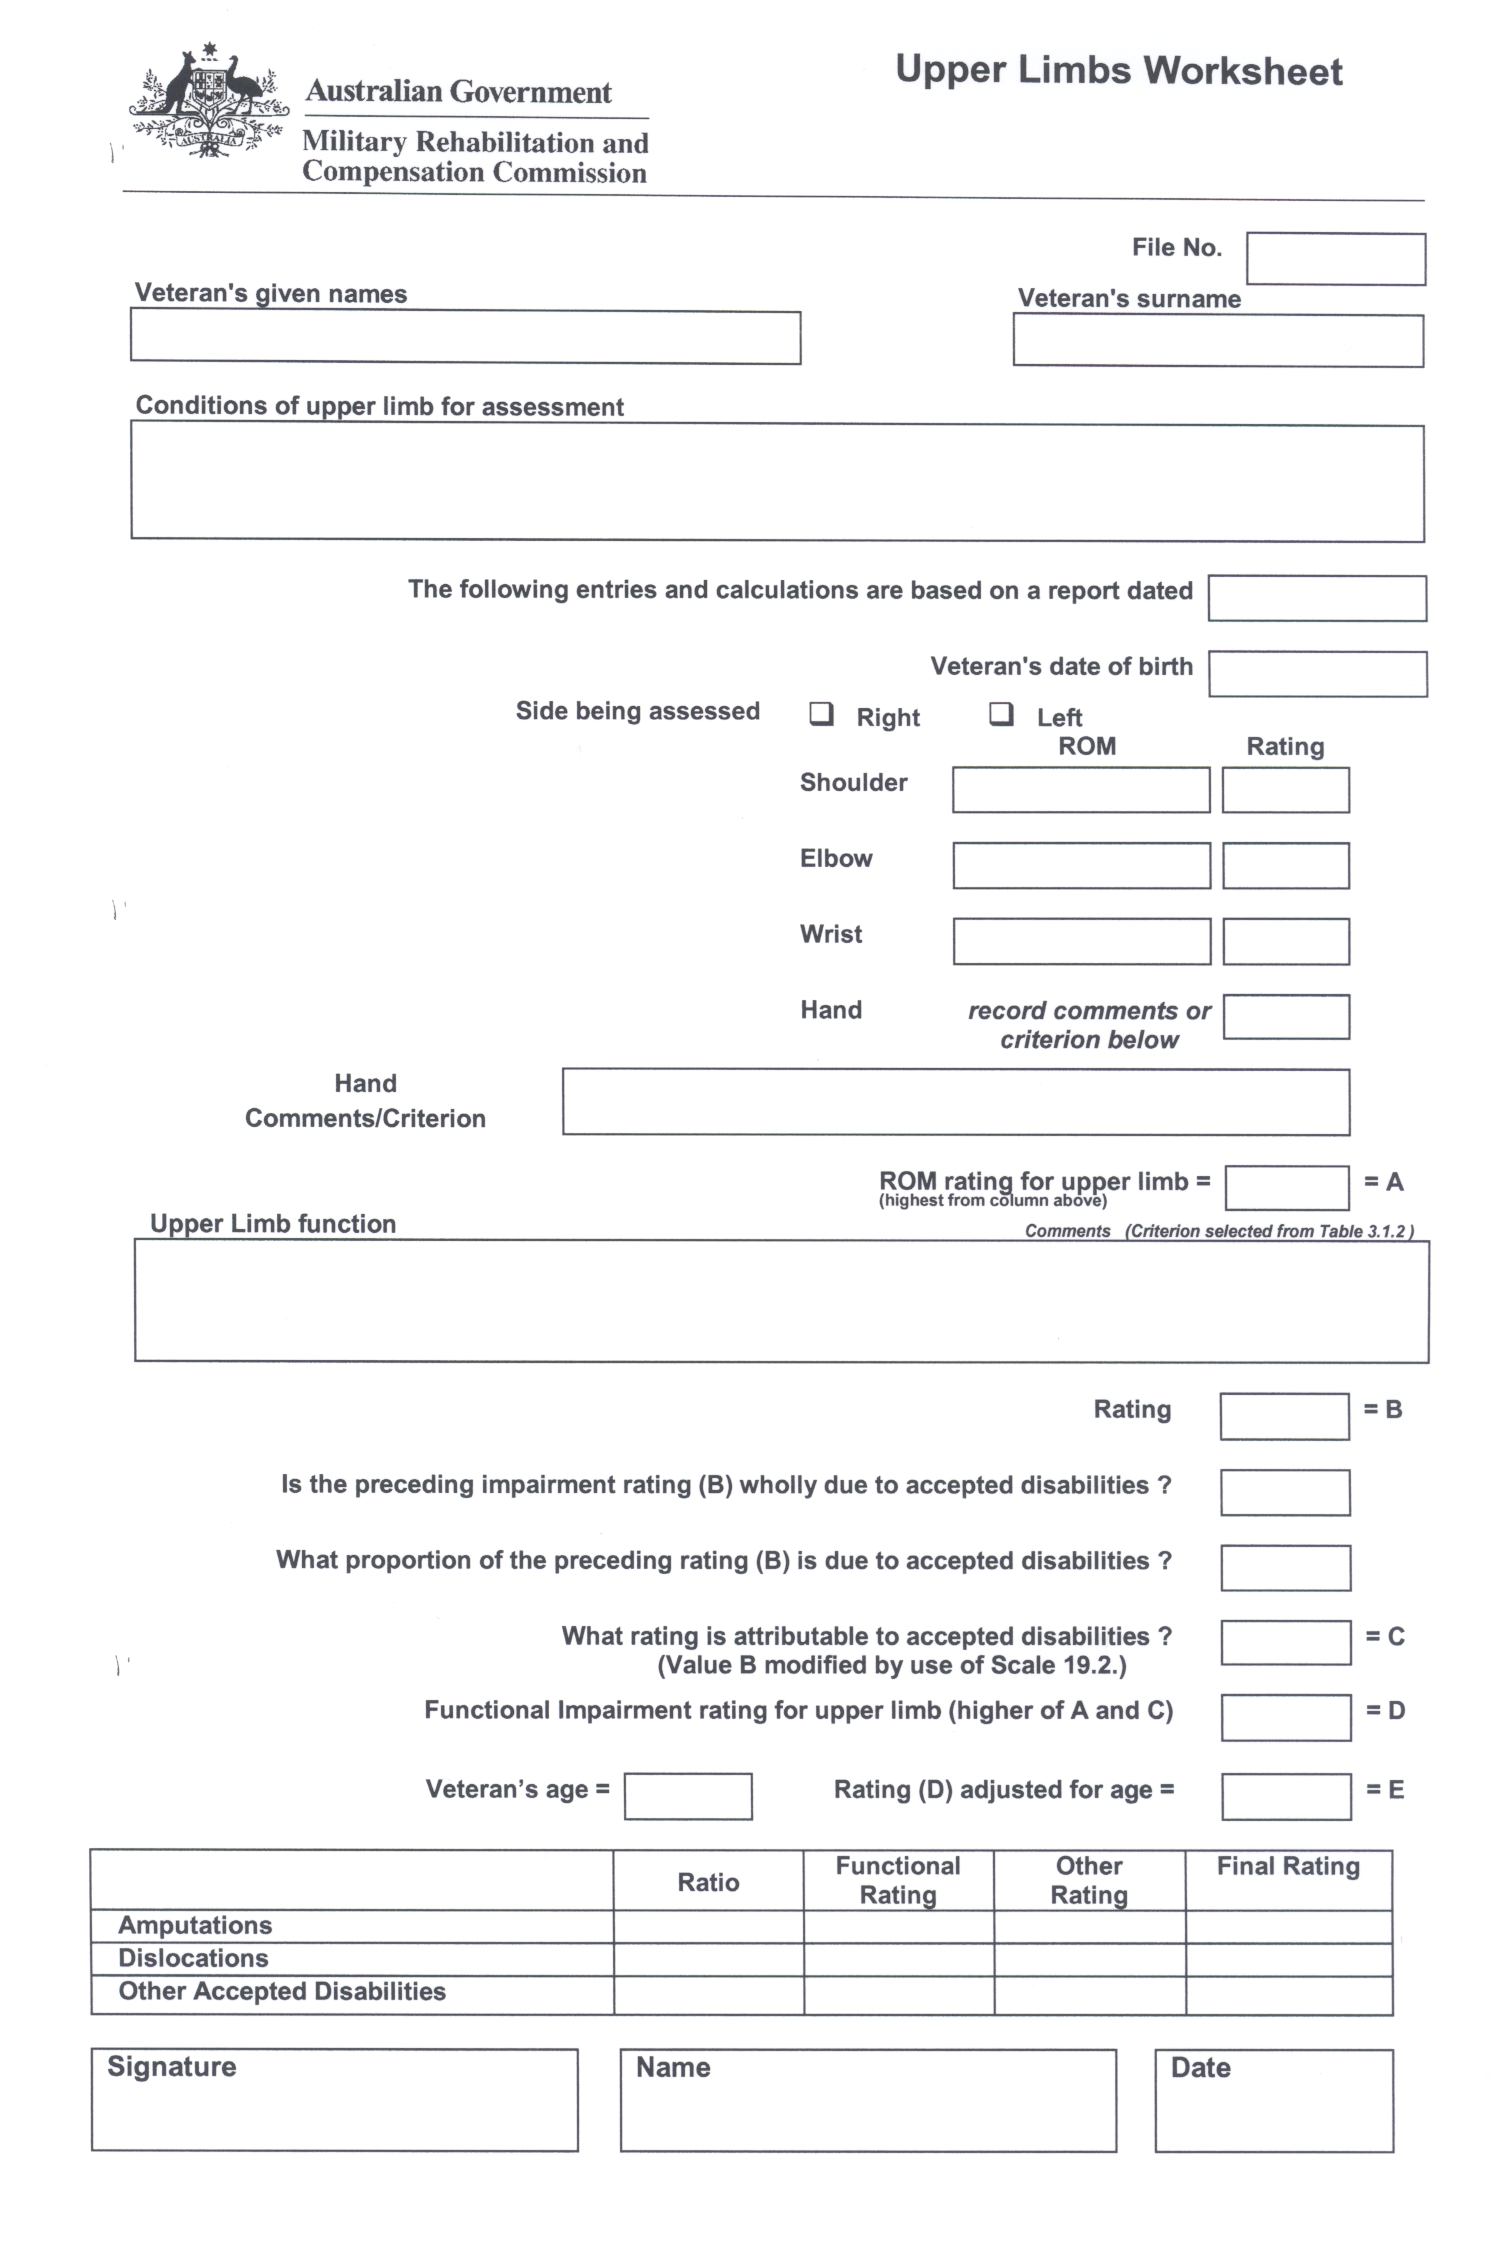 Upper Limbs Worksheet
AUSTRALIA
Australian Government
Military Rehabilitation and
Compensation Commission
File No.
Veteran's given names
Veteran's surname
Conditions of upper limb for assessment
The following entries and calculations are based on a report dated
Veteran's date of birth
Side being assessed ❏ Right ❏ Left
ROM Rating
Shoulder
Elbow
Wrist
Hand record comments or
criterion below
Hand
Comments/Criterion
ROM rating for upper limb = = A
(highest from column above)
Upper Limb function
Comments (Criterion selected from Table 3.1.2 )
Rating = B
Is the preceding impairment rating (B) wholly due to accepted disabilities ?
What proportion of the preceding rating (B) is due to accepted disabilities ?
What rating is attributable to accepted disabilities ? = C
(Value B modified by use of Scale 19.2.)
Functional Impairment rating for upper limb (higher of A and C) = D
Veteran’s age = Rating (D) adjusted for age = = E
Ratio Functional Rating Other Rating Final Rating
Amputations
Dislocations
Other Accepted Disabilities
Signature Name Date